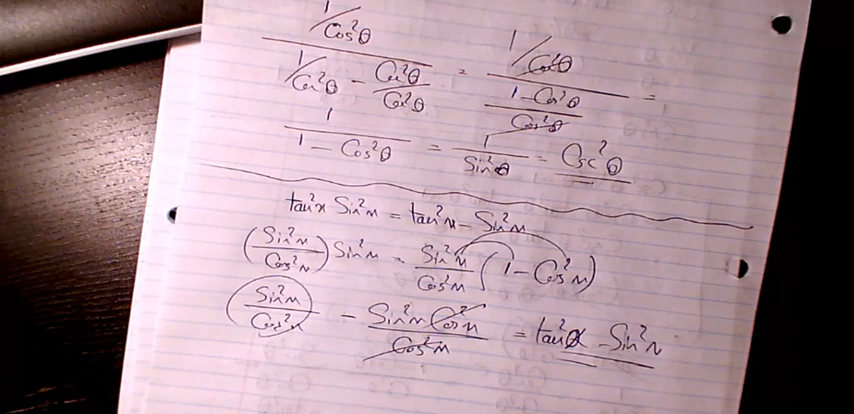 1/Cos²θ / (1/Cos²θ − Cos²θ/Cos²θ) = 1/Cos²θ / ((1−Cos²θ)/Cos²θ) =
1/(1 − Cos²θ) = 1/Sin²θ = Csc²θ
tan²x Sin²x = tan²x − Sin²x
(Sin²x/Cos²x) Sin²x = Sin²x/Cos²x (1 − Cos²x)
Sin²x/Cos²x − Sin²x Cos²x/Cos²x = tan²x − Sin²x